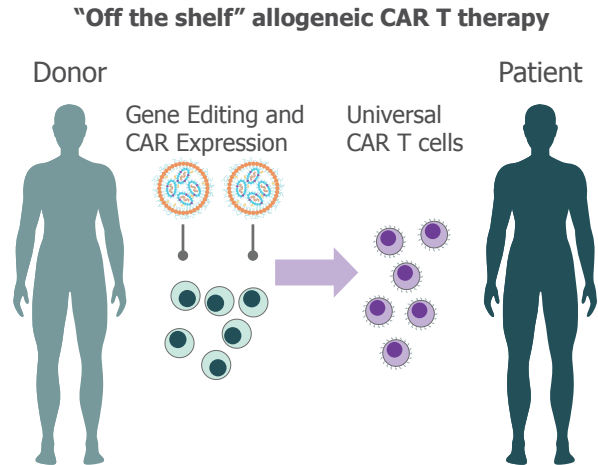 “Off the shelf” allogeneic CAR T therapy
Donor
Patient
Gene Editing and
CAR Expression
Universal
CAR T cells